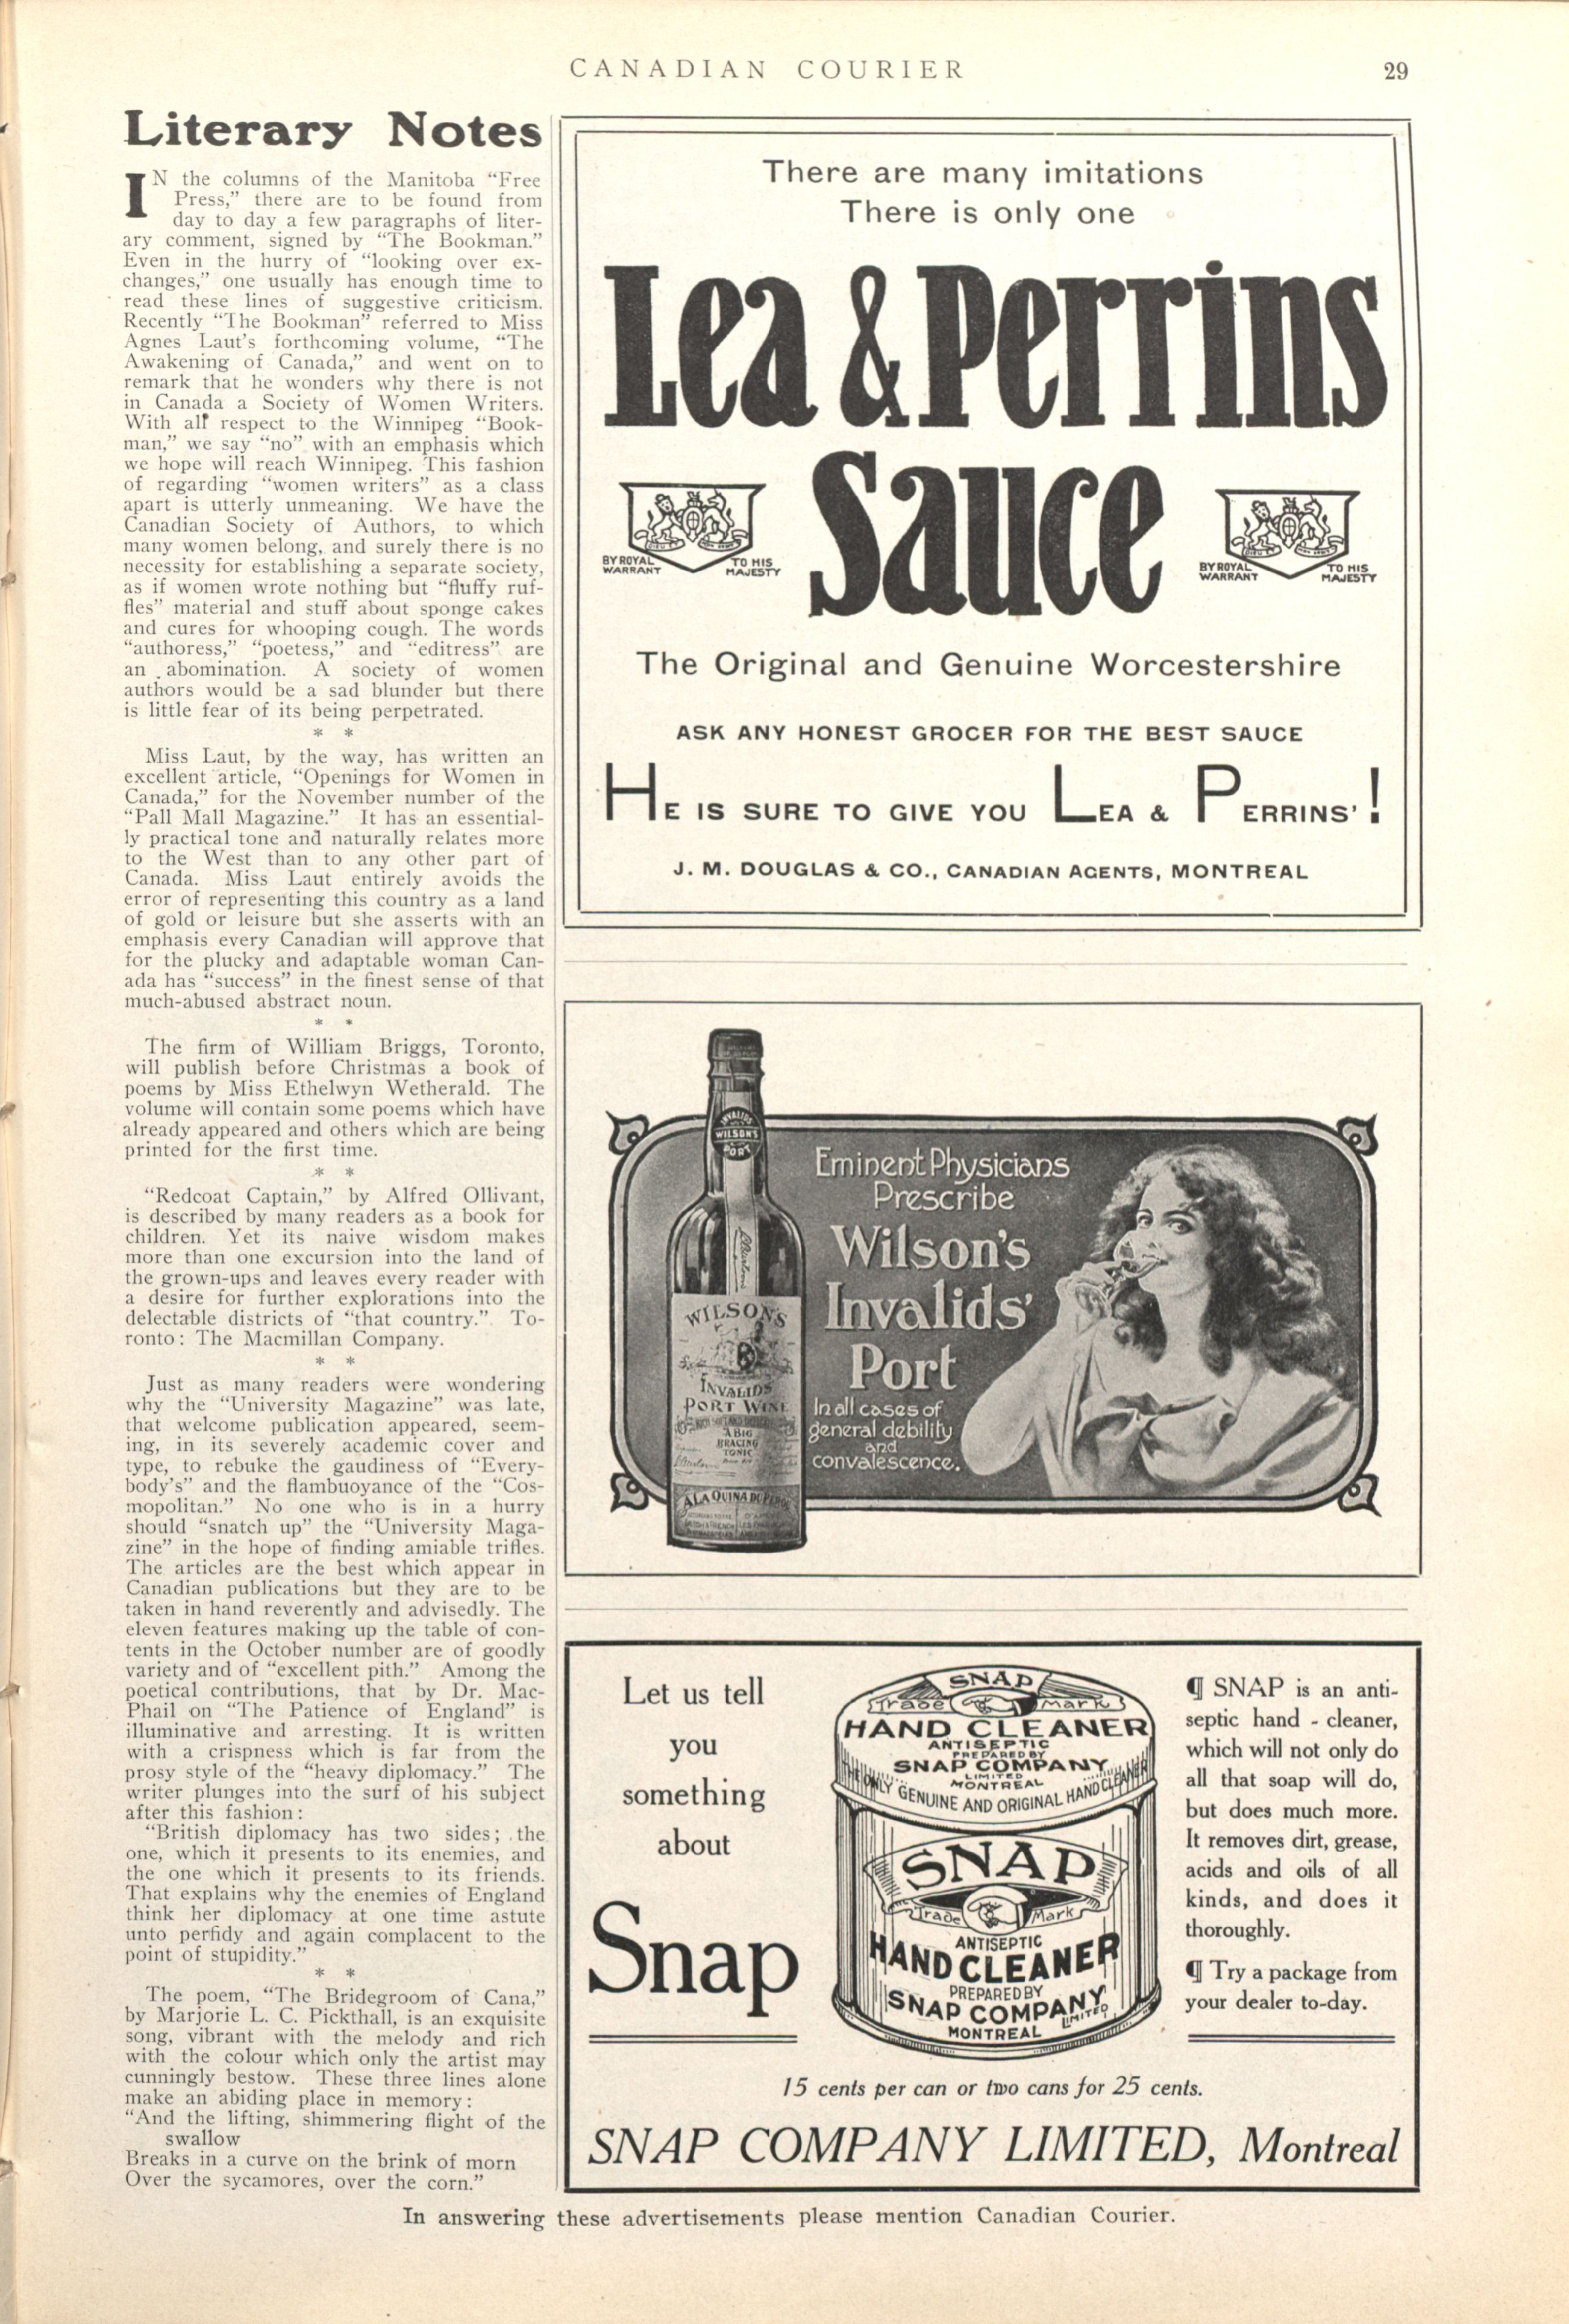 CANADIAN COURIER
29
Literary Notes
IN the columns of the Manitoba "Free
Press," there are to be found from
day to day a few paragraphs of liter-
ary comment, signed by "The Bookman."
Even in the hurry of "looking over ex-
changes," one usually has enough time to
read these lines of suggestive criticism.
Recently "The Bookman" referred to Miss
Agnes Laut's forthcoming volume, "The
Awakening of Canada," and went on to
remark that he wonders why there is not
in Canada a Society of Women Writers.
With all respect to the Winnipeg "Book-
man," we say "no" with an emphasis which
we hope will reach Winnipeg. This fashion
of regarding "women writers" as a class
apart is utterly unmeaning. We have the
Canadian Society of Authors, to which
many women belong, and surely there is no
necessity for establishing a separate society,
as if women wrote nothing but "fluffy ruf-
fles" material and stuff about sponge cakes
and cures for whooping cough. The words
"authoress," "poetess," and "editress" are
an abomination. A society of women
authors would be a sad blunder but there
is little fear of its being perpetrated.
* *
Miss Laut, by the way, has written an
excellent article, "Openings for Women in
Canada," for the November number of the
"Pall Mall Magazine." It has an essential-
ly practical tone and naturally relates more
to the West than to any other part of
Canada. Miss Laut entirely avoids the
error of representing this country as a land
of gold or leisure but she asserts with an
emphasis every Canadian will approve that
for the plucky and adaptable woman Can-
ada has "success" in the finest sense of that
much-abused abstract noun.
* *
The firm of William Briggs, Toronto,
will publish before Christmas a book of
poems by Miss Ethelwyn Wetherald. The
volume will contain some poems which have
already appeared and others which are being
printed for the first time.
* *
"Redcoat Captain," by Alfred Ollivant,
is described by many readers as a book for
children. Yet its naive wisdom makes
more than one excursion into the land of
the grown-ups and leaves every reader with
a desire for further explorations into the
delectable districts of "that country." To-
ronto: The Macmillan Company.
* *
Just as many readers were wondering
why the "University Magazine" was late,
that welcome publication appeared, seem-
ing, in its severely academic cover and
type, to rebuke the gaudiness of "Every-
body's" and the flambuoyance of the "Cos-
mopolitan." No one who is in a hurry
should "snatch up" the "University Maga-
zine" in the hope of finding amiable trifles.
The articles are the best which appear in
Canadian publications but they are to be
taken in hand reverently and advisedly. The
eleven features making up the table of con-
tents in the October number are of goodly
variety and of "excellent pith." Among the
poetical contributions, that by Dr. Mac-
Phail on "The Patience of England" is
illuminative and arresting. It is written
with a crispness which is far from the
prosy style of the "heavy diplomacy." The
writer plunges into the surf of his subject
after this fashion:
"British diplomacy has two sides; the
one, which it presents to its enemies, and
the one which it presents to its friends.
That explains why the enemies of England
think her diplomacy at one time astute
unto perfidy and again complacent to the
point of stupidity."
* *
The poem, "The Bridegroom of Cana,"
by Marjorie L. C. Pickthall, is an exquisite
song, vibrant with the melody and rich
with the colour which only the artist may
cunningly bestow. These three lines alone
make an abiding place in memory:
"And the lifting, shimmering flight of the
swallow
Breaks in a curve on the brink of morn
Over the sycamores, over the corn."
There are many imitations
There is only one
Lea & Perrins
Sauce
BY ROYAL WARRANT
TO HIS MAJESTY
BY ROYAL WARRANT
TO HIS MAJESTY
The Original and Genuine Worcestershire
ASK ANY HONEST GROCER FOR THE BEST SAUCE
HE IS SURE TO GIVE YOU LEA & PERRINS'!
J. M. DOUGLAS & CO., CANADIAN AGENTS, MONTREAL
INVALIDS
WILSON'S
PORT
WILSON'S
INVALIDS'
PORT WINE
A BIG
BRACING
TONIC
A LA QUINA DU PEROU
Eminent Physicians
Prescribe
Wilson's
Invalids'
Port
In all cases of
general debility
and
convalescence.
Let us tell
you
something
about
Snap
SNAP
Trade Mark
HAND CLEANER
ANTISEPTIC
PREPARED BY
SNAP COMPANY
LIMITED
MONTREAL
THE ONLY GENUINE AND ORIGINAL HAND CLEANER
SNAP
Trade Mark
ANTISEPTIC
HAND CLEANER
PREPARED BY
SNAP COMPANY
LIMITED
MONTREAL
¶ SNAP is an anti-
septic hand-cleaner,
which will not only do
all that soap will do,
but does much more.
It removes dirt, grease,
acids and oils of all
kinds, and does it
thoroughly.
¶ Try a package from
your dealer to-day.
15 cents per can or two cans for 25 cents.
SNAP COMPANY LIMITED, Montreal
In answering these advertisements please mention Canadian Courier.